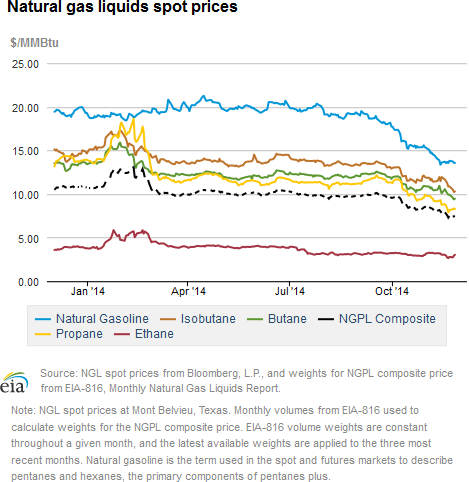 Natural gas liquids spot prices
$/MMBtu
25.00
20.00
15.00
10.00
5.00
0.00
Jan '14 Apr '14 Jul '14 Oct '14
Natural Gasoline Isobutane Butane NGPL Composite
Propane Ethane
eia
Source: NGL spot prices from Bloomberg, L.P., and weights for NGPL composite price
from EIA-816, Monthly Natural Gas Liquids Report.
Note: NGL spot prices at Mont Belvieu, Texas. Monthly volumes from EIA-816 used to
calculate weights for the NGPL composite price. EIA-816 volume weights are constant
throughout a given month, and the latest available weights are applied to the three most
recent months. Natural gasoline is the term used in the spot and futures markets to describe
pentanes and hexanes, the primary components of pentanes plus.